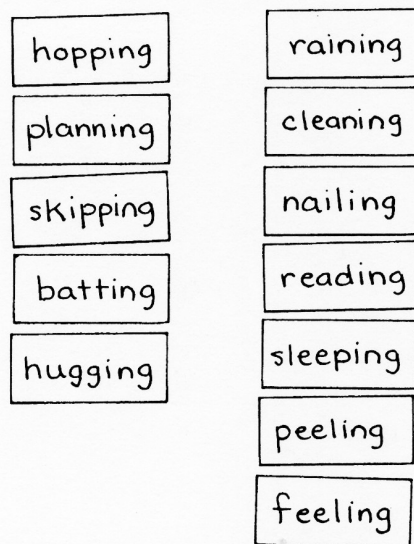 hopping
planning
skipping
batting
hugging
raining
cleaning
nailing
reading
sleeping
peeling
feeling